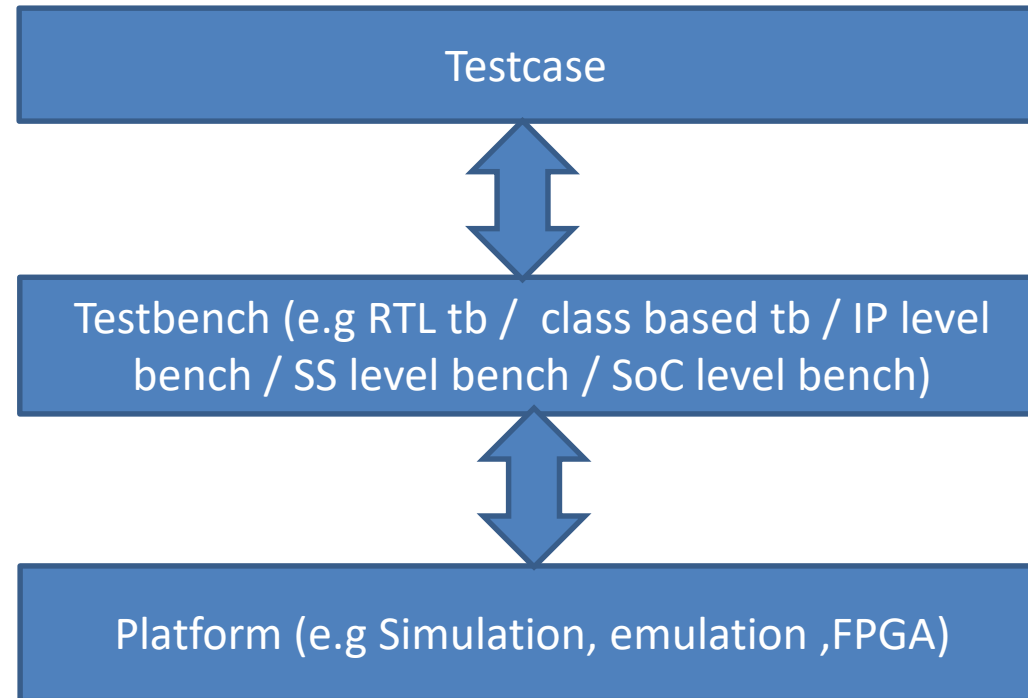 Testcase
Testbench (e.g RTL tb /  class based tb / IP level
bench / SS level bench / SoC level bench)
Platform (e.g Simulation, emulation ,FPGA)